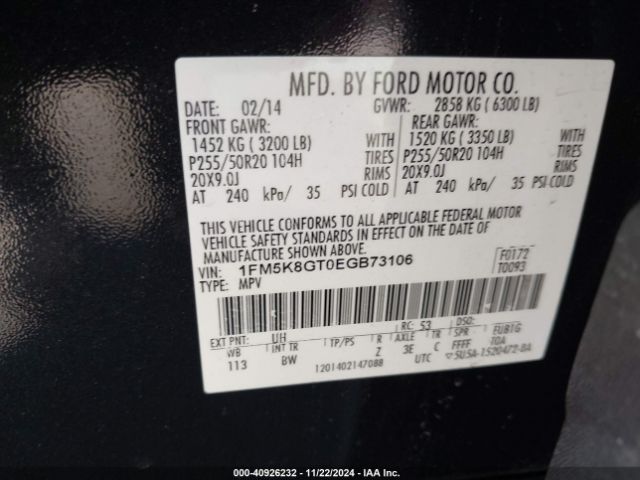 MFD. BY FORD MOTOR CO.
DATE: 02/14 GVWR: 2858 KG ( 6300 LB)
FRONT GAWR: REAR GAWR:
1452 KG ( 3200 LB) WITH 1520 KG ( 3350 LB) WITH
P255/50R20 104H TIRES P255/50R20 104H TIRES
20X9.0J RIMS 20X9.0J RIMS
AT 240 kPa/ 35 PSI COLD AT 240 kPa/ 35 PSI COLD
THIS VEHICLE CONFORMS TO ALL APPLICABLE FEDERAL MOTOR
VEHICLE SAFETY STANDARDS IN EFFECT ON THE DATE OF
MANUFACTURE SHOWN ABOVE.
VIN: 1FM5K8GT0EGB73106 F0172
TYPE: MPV T0093
EXT PNT: UH RC: 53 DSO:
WB INT TR TP/PS R AXLE TR SPR EUB1G
113 BW Z 3E C FFFF TOA
1201402147088 UTC 5U5A-1520472-BA
00-40926232 - 11/22/2024 - IAA Inc.